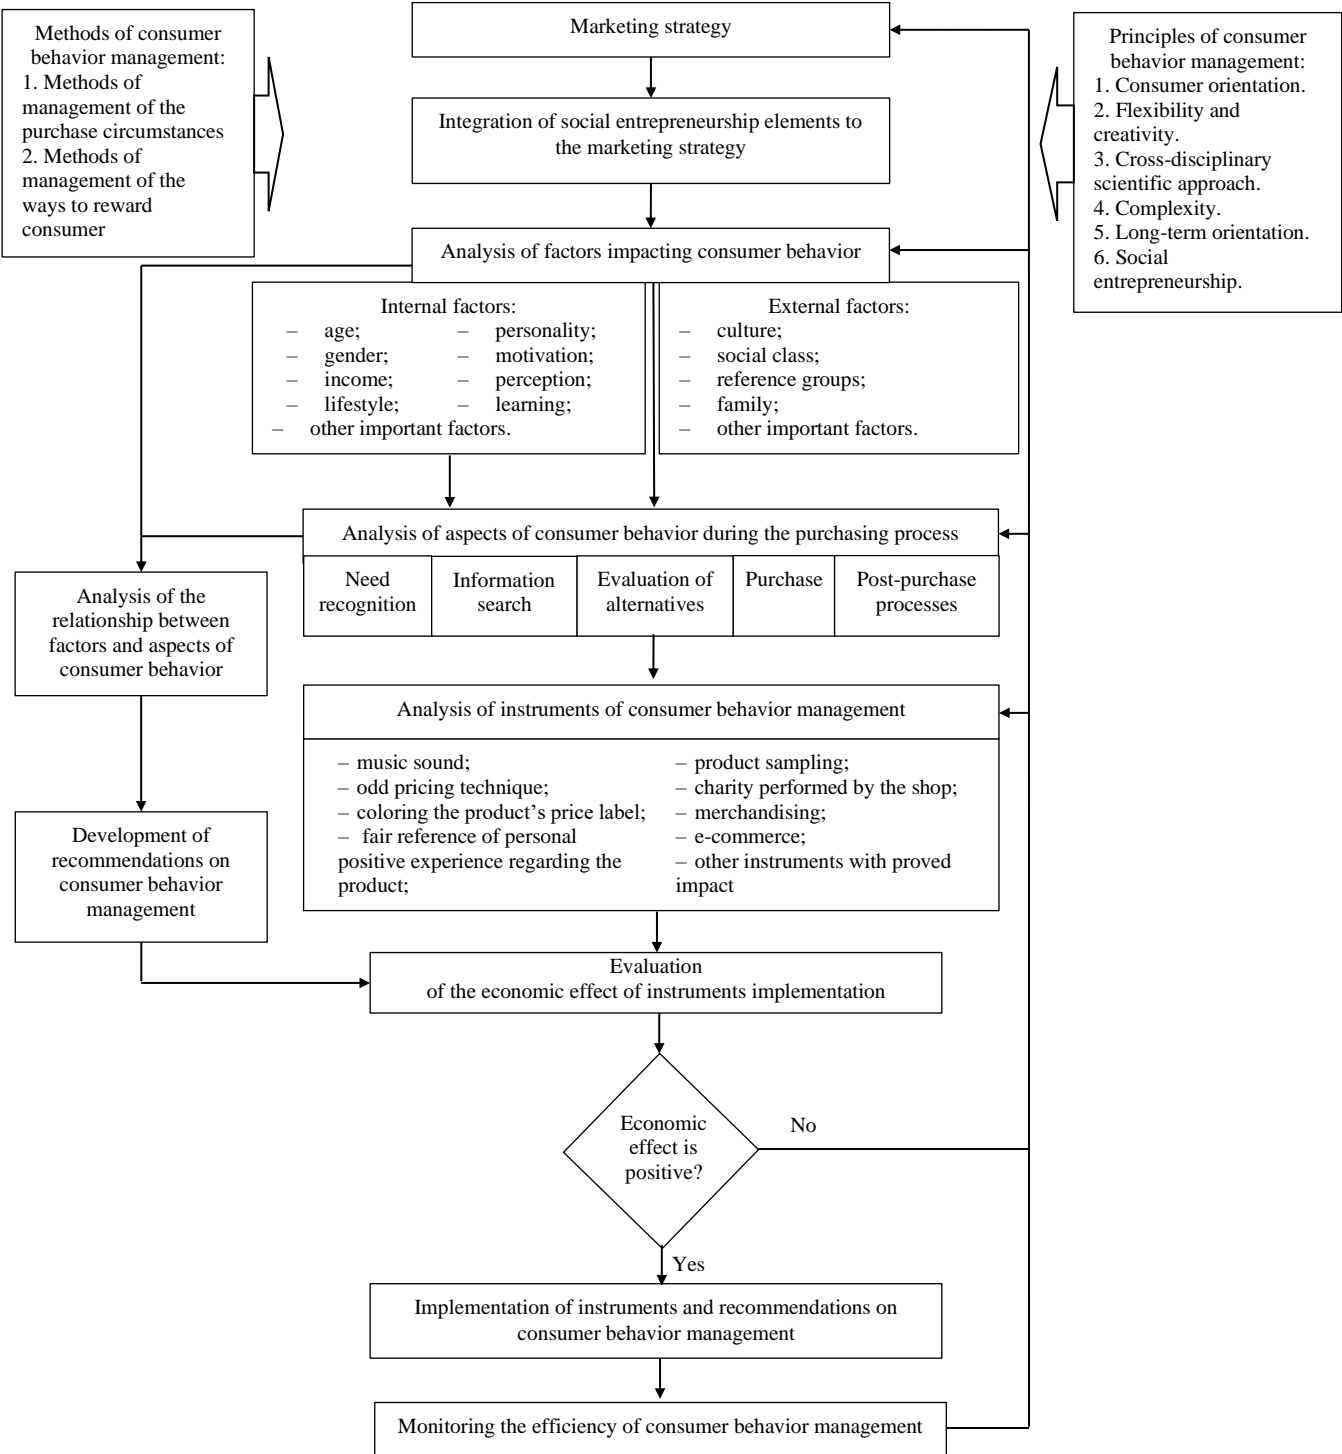 Methods of consumer
behavior management:
1. Methods of
management of the
purchase circumstances
2. Methods of
management of the
ways to reward
consumer
Marketing strategy
Principles of consumer
behavior management:
1. Consumer orientation.
2. Flexibility and
creativity.
3. Cross-disciplinary
scientific approach.
4. Complexity.
5. Long-term orientation.
6. Social
entrepreneurship.
Integration of social entrepreneurship elements to
the marketing strategy
Analysis of factors impacting consumer behavior
Internal factors:
– age;
– gender;
– income;
– lifestyle;
– personality;
– motivation;
– perception;
– learning;
– other important factors.
External factors:
– culture;
– social class;
– reference groups;
– family;
– other important factors.
Analysis of aspects of consumer behavior during the purchasing process
Need
recognition
Information
search
Evaluation of
alternatives
Purchase
Post-purchase
processes
Analysis of the
relationship between
factors and aspects of
consumer behavior
Analysis of instruments of consumer behavior management
– music sound;
– odd pricing technique;
– coloring the product’s price label;
– fair reference of personal
positive experience regarding the
product;
– product sampling;
– charity performed by the shop;
– merchandising;
– e-commerce;
– other instruments with proved
impact
Development of
recommendations on
consumer behavior
management
Evaluation
of the economic effect of instruments implementation
Economic
effect is
positive?
No
Yes
Implementation of instruments and recommendations on
consumer behavior management
Monitoring the efficiency of consumer behavior management